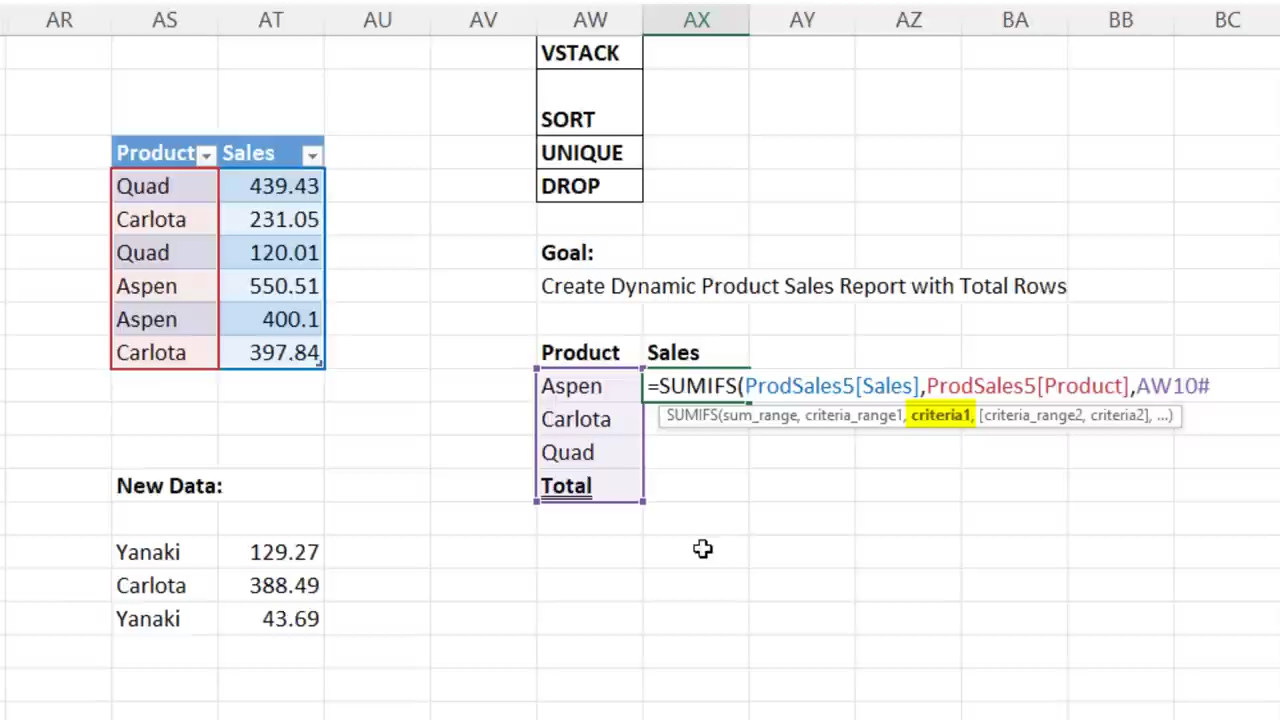 AR AS AT AU AV AW AX AY AZ BA BB BC
VSTACK
SORT
Product Sales UNIQUE
Quad 439.43 DROP
Carlota 231.05
Quad 120.01 Goal:
Aspen 550.51 Create Dynamic Product Sales Report with Total Rows
Aspen 400.1
Carlota 397.84 Product Sales
Aspen =SUMIFS(ProdSales5[Sales],ProdSales5[Product],AW10#
Carlota SUMIFS(sum_range, criteria_range1, criteria1, [criteria_range2, criteria2], ...)
Quad
New Data: Total
Yanaki 129.27
Carlota 388.49
Yanaki 43.69